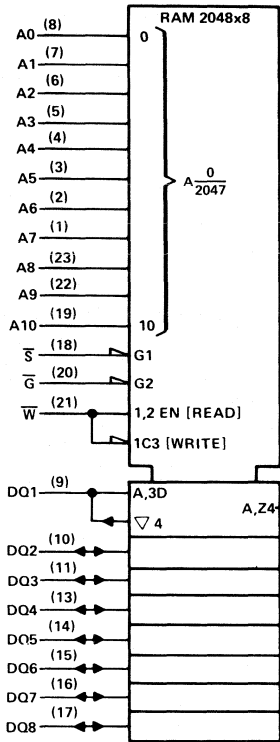 RAM 2048x8
A0 (8) 0
A1 (7)
A2 (6)
A3 (5)
A4 (4)
A5 (3) A 0/2047
A6 (2)
A7 (1)
A8 (23)
A9 (22)
A10 (19) 10
S̅ (18) G1
G̅ (20) G2
W̅ (21) 1,2 EN [READ]
1C3 [WRITE]
DQ1 (9) A,3D
▽ 4 A,Z4
DQ2 (10)
DQ3 (11)
DQ4 (13)
DQ5 (14)
DQ6 (15)
DQ7 (16)
DQ8 (17)